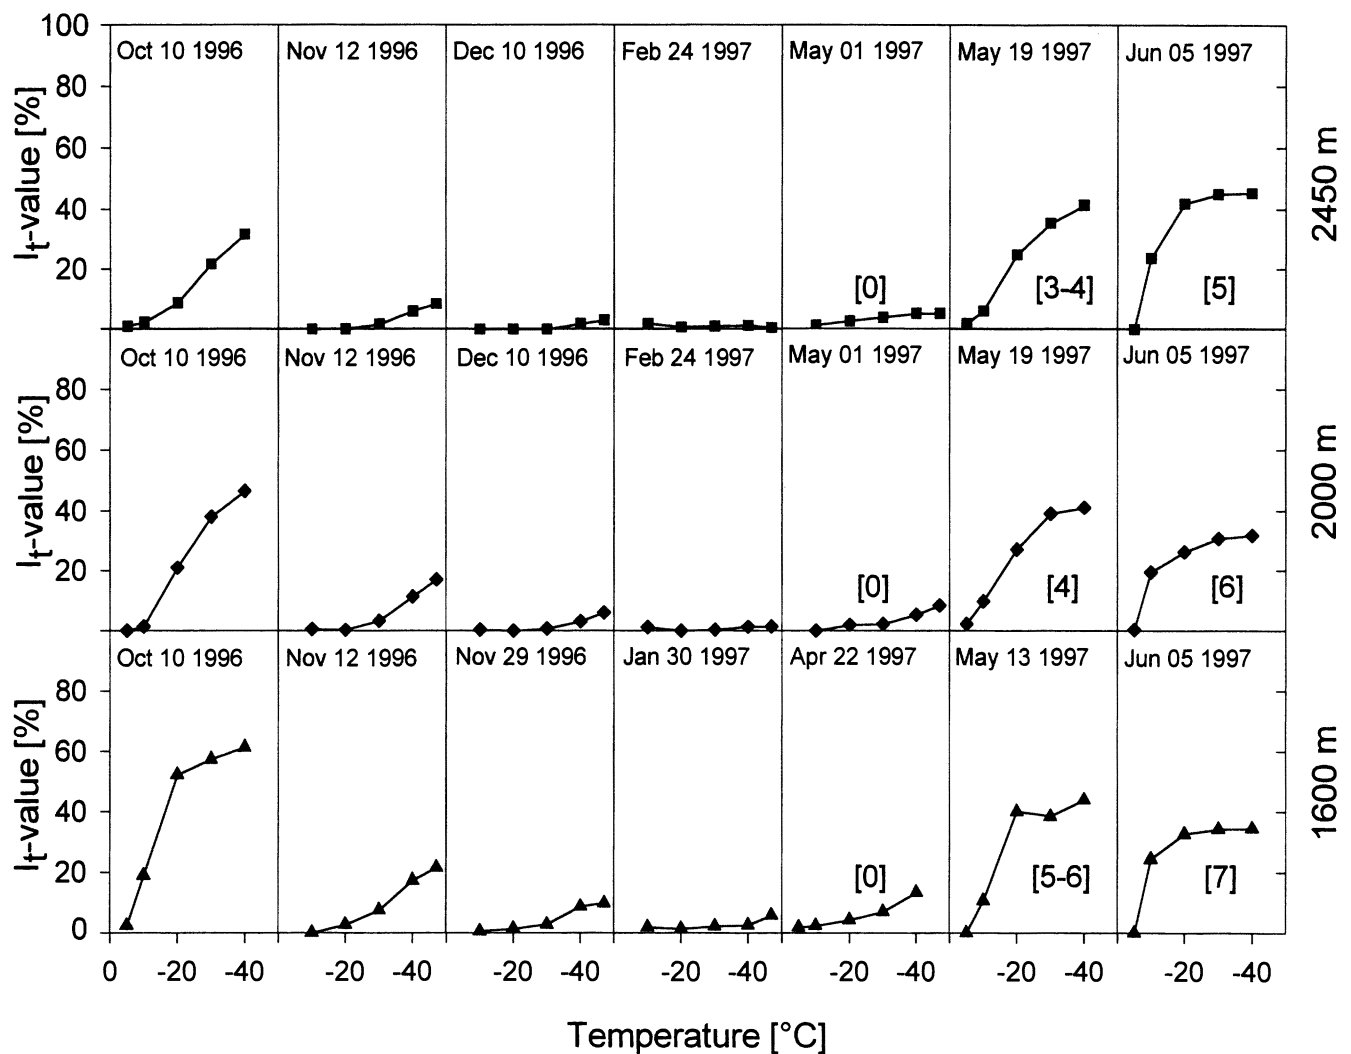 100
Oct 10 1996 Nov 12 1996 Dec 10 1996 Feb 24 1997 May 01 1997 May 19 1997 Jun 05 1997
80
60
40
20
It-value [%]
[0] [3-4] [5]
2450 m
Oct 10 1996 Nov 12 1996 Dec 10 1996 Feb 24 1997 May 01 1997 May 19 1997 Jun 05 1997
80
60
40
20
It-value [%]
[0] [4] [6]
2000 m
Oct 10 1996 Nov 12 1996 Nov 29 1996 Jan 30 1997 Apr 22 1997 May 13 1997 Jun 05 1997
80
60
40
20
0
It-value [%]
[0] [5-6] [7]
1600 m
0 -20 -40 -20 -40 -20 -40 -20 -40 -20 -40 -20 -40 -20 -40
Temperature [°C]